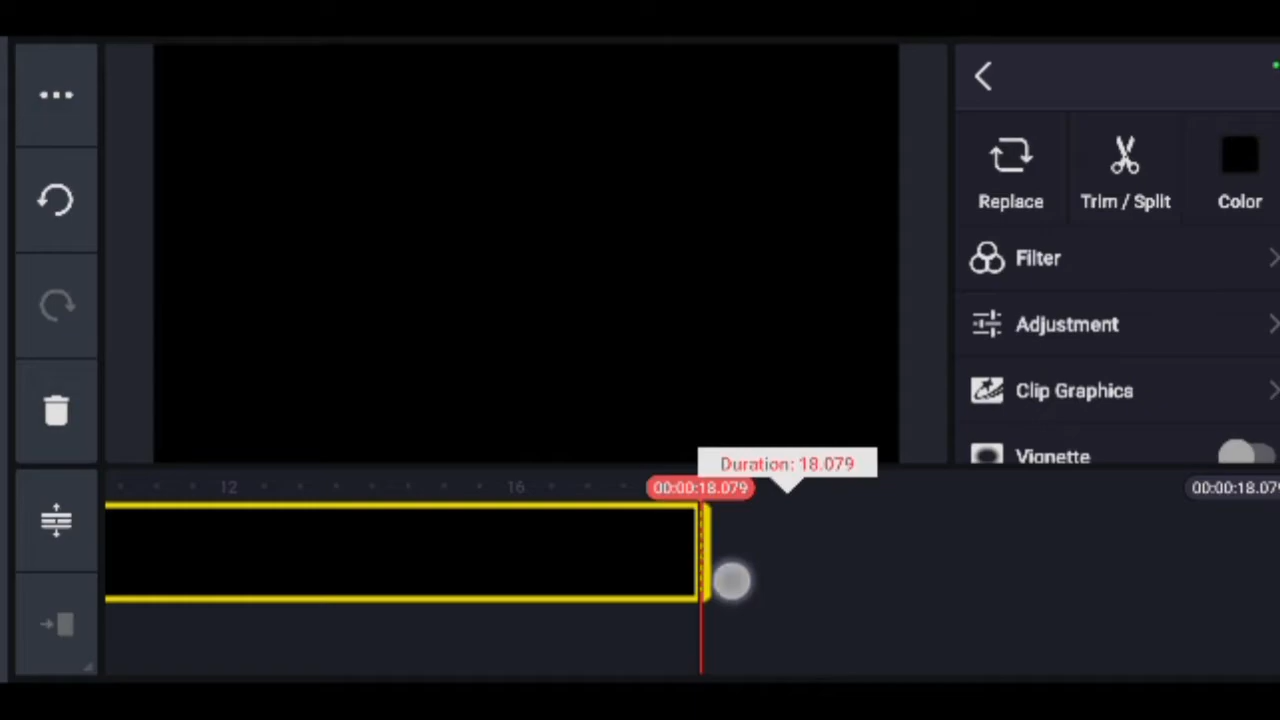 Replace
Trim / Split
Color
Filter
Adjustment
Clip Graphics
Vignette
Duration: 18.079
12
16
00:00:18.079
00:00:18.079